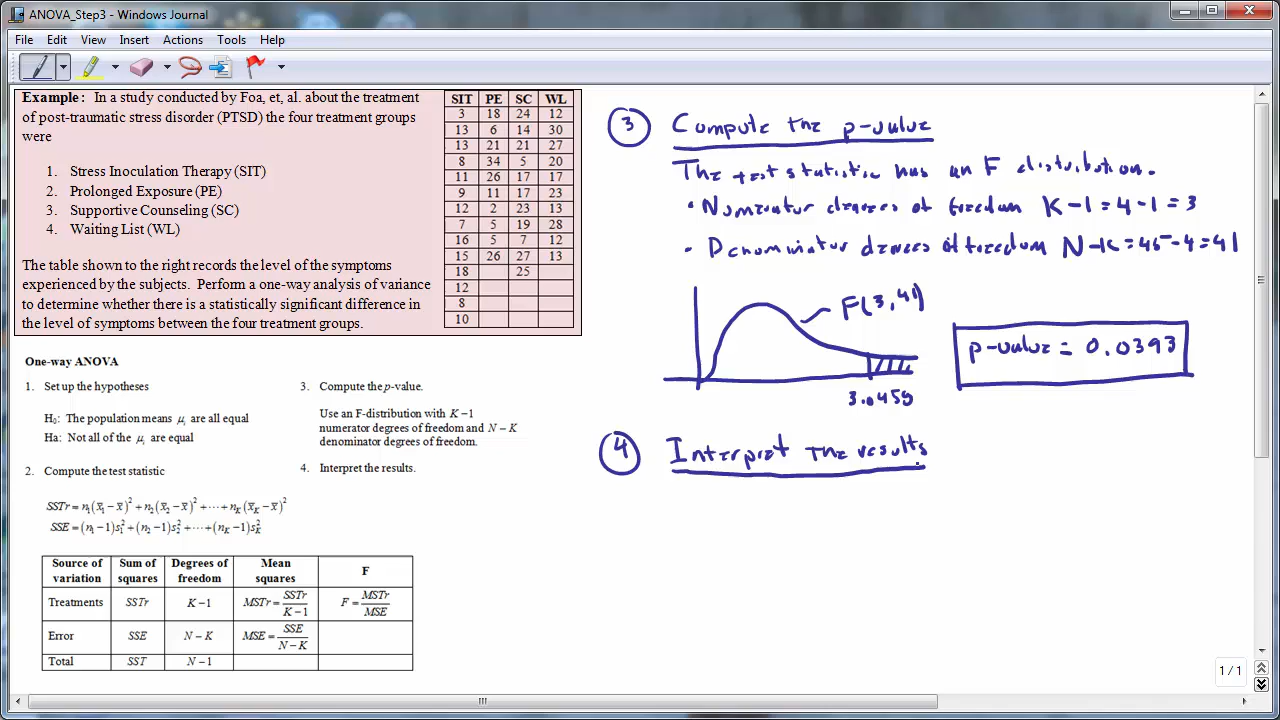 ANOVA_Step3 - Windows Journal
File Edit View Insert Actions Tools Help
Example: In a study conducted by Foa, et, al. about the treatment
of post-traumatic stress disorder (PTSD) the four treatment groups
were
1. Stress Inoculation Therapy (SIT)
2. Prolonged Exposure (PE)
3. Supportive Counseling (SC)
4. Waiting List (WL)
The table shown to the right records the level of the symptoms
experienced by the subjects. Perform a one-way analysis of variance
to determine whether there is a statistically significant difference in
the level of symptoms between the four treatment groups.
SIT PE SC WL
3 18 24 12
13 6 14 30
13 21 21 27
8 34 5 20
11 26 17 17
9 11 17 23
12 2 23 13
7 5 19 28
16 5 7 12
15 26 27 13
18 25
12
8
10
One-way ANOVA
1. Set up the hypotheses
H₀: The population means μᵢ are all equal
Ha: Not all of the μᵢ are equal
2. Compute the test statistic
SSTr = n₁(x̄₁ − x̄)² + n₂(x̄₂ − x̄)² + ⋯ + n_K(x̄_K − x̄)²
SSE = (n₁ − 1)s₁² + (n₂ − 1)s₂² + ⋯ + (n_K − 1)s_K²
3. Compute the p-value.
Use an F-distribution with K − 1
numerator degrees of freedom and N − K
denominator degrees of freedom.
4. Interpret the results.
Source of variation Sum of squares Degrees of freedom Mean squares F
Treatments SSTr K − 1 MSTr = SSTr / K − 1 F = MSTr / MSE
Error SSE N − K MSE = SSE / N − K
Total SST N − 1
3 Compute the p-value
The test statistic has an F distribution.
• Numerator degrees of freedom K − 1 = 4 − 1 = 3
• Denominator degrees of freedom N − K = 45 − 4 = 41
F(3, 41)
3.0459
p-value = 0.0393
4 Interpret the results
1 / 1